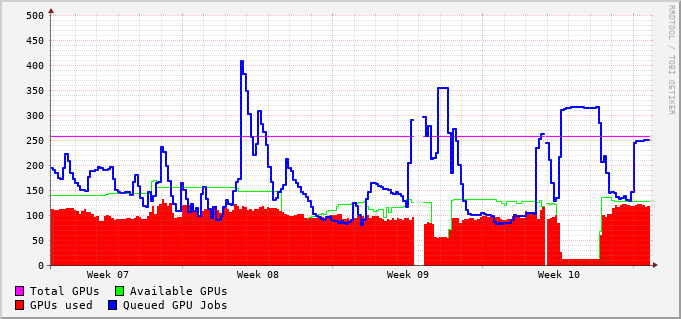 500
450
400
350
300
250
200
150
100
50
0
Week 07 Week 08 Week 09 Week 10
Total GPUs Available GPUs
GPUs used Queued GPU Jobs
RRDTOOL / TOBI OETIKER